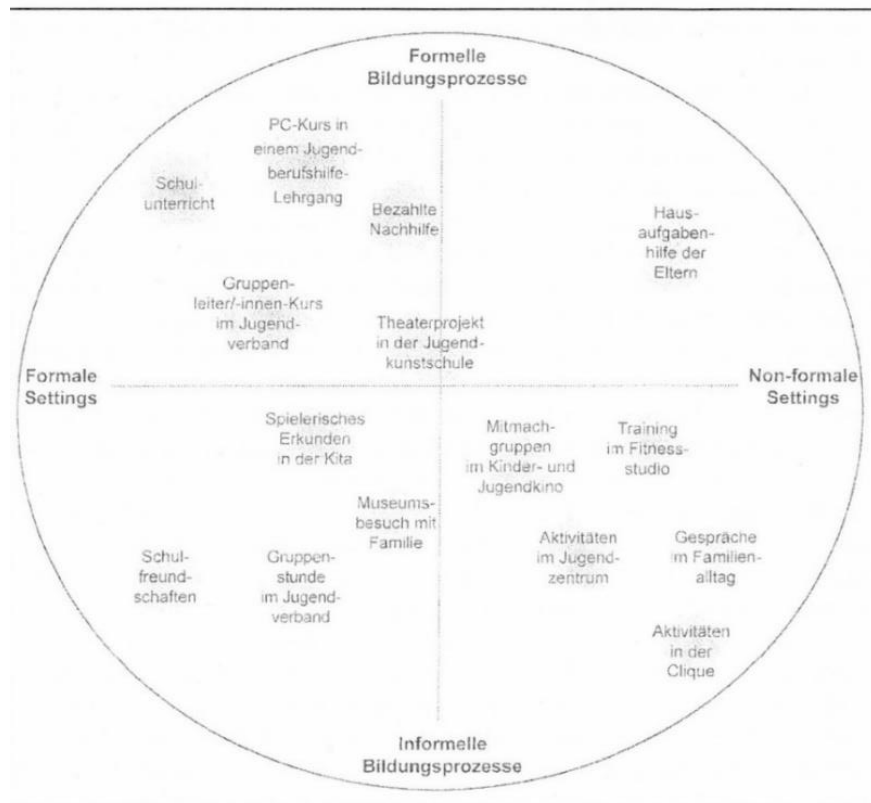 Formelle
Bildungsprozesse
PC-Kurs in
einem Jugend-
berufshilfe-
Lehrgang
Schul-
unterricht
Bezahlte
Nachhilfe
Haus-
aufgaben-
hilfe der
Eltern
Gruppen-
leiter/-innen-Kurs
im Jugend-
verband
Theaterprojekt
in der Jugend-
kunstschule
Formale
Settings
Non-formale
Settings
Spielerisches
Erkunden
in der Kita
Mitmach-
gruppen
im Kinder- und
Jugendkino
Training
im Fitness-
studio
Museums-
besuch mit
Familie
Schul-
freund-
schaften
Gruppen-
stunde
im Jugend-
verband
Aktivitäten
im Jugend-
zentrum
Gespräche
im Familien-
alltag
Aktivitäten
in der
Clique
Informelle
Bildungsprozesse